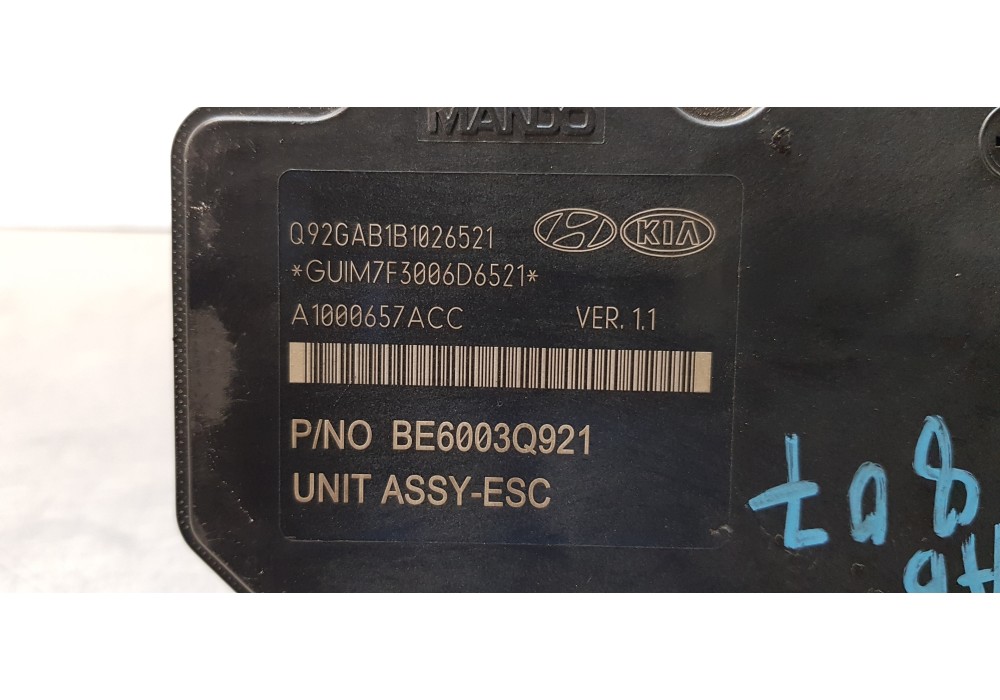 MANDO
Q92GAB1B1026521
KIA
*GUIM7F3006D6521*
A1000657ACC VER. 1.1
P/NO BE6003Q921
UNIT ASSY-ESC